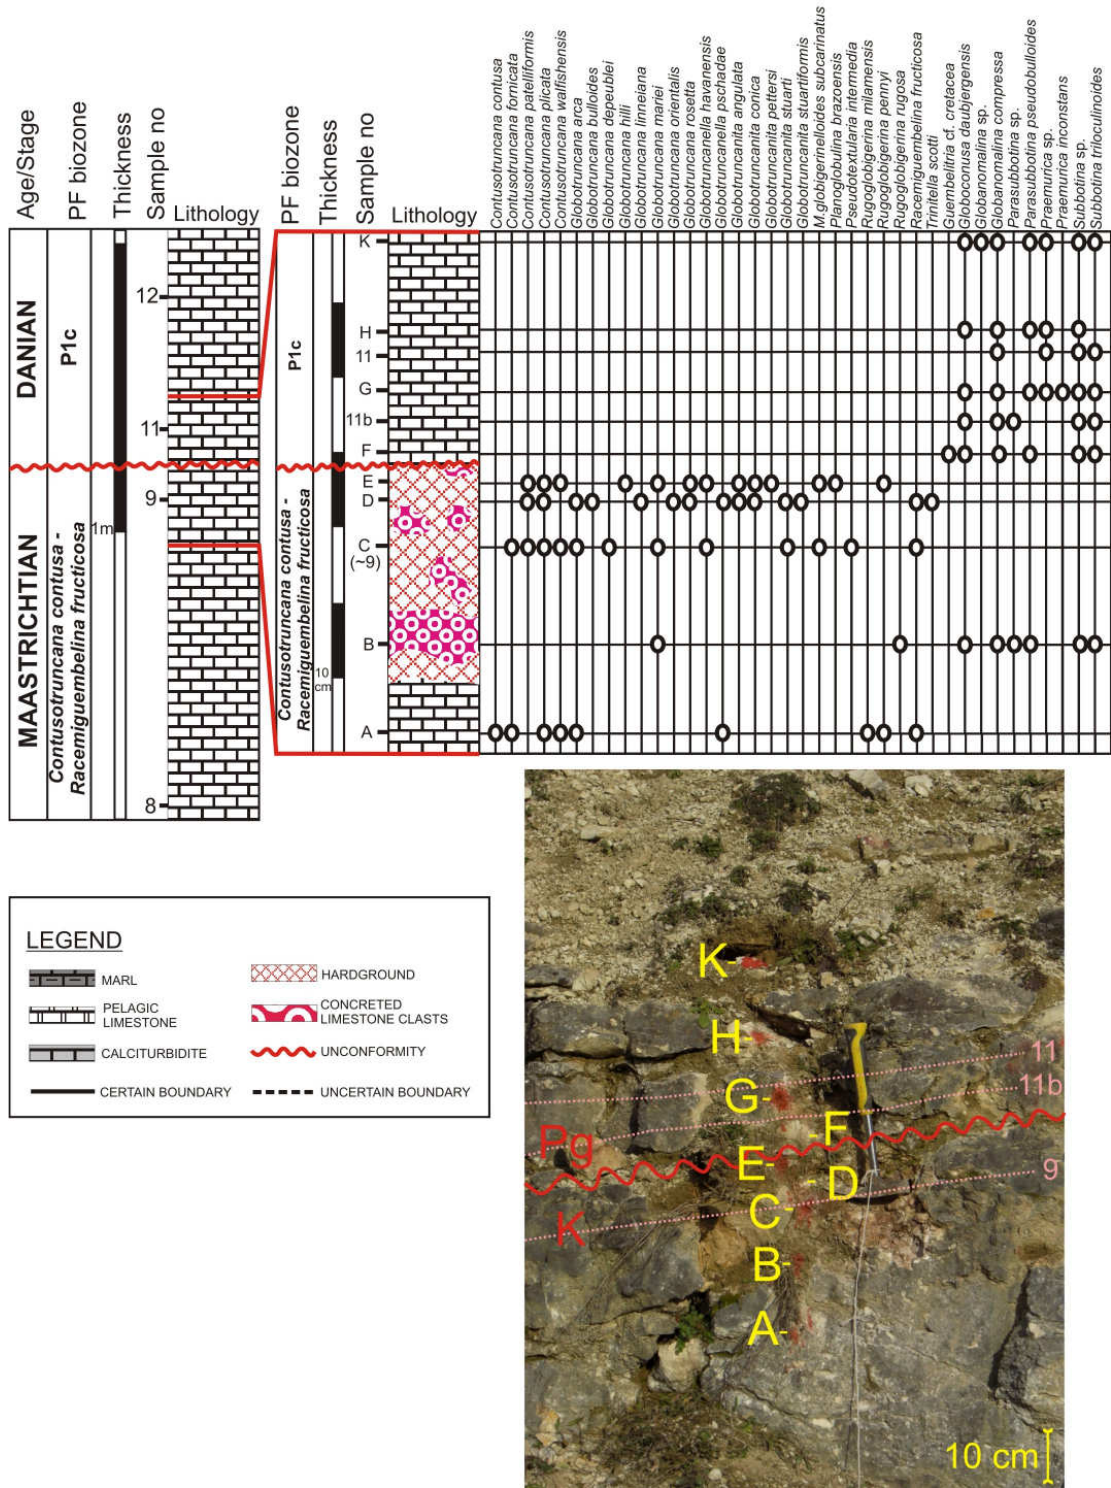 Age/Stage
PF biozone
Thickness
Sample no
Lithology
PF biozone
Thickness
Sample no
Lithology
Contusotruncana contusa
Contusotruncana fornicata
Contusotruncana patelliformis
Contusotruncana plicata
Contusotruncana walfishensis
Globotruncana arca
Globotruncana bulloides
Globotruncana depeublei
Globotruncana hilli
Globotruncana linneiana
Globotruncana mariei
Globotruncana orientalis
Globotruncana rosetta
Globotruncanella havanensis
Globotruncanella pschadae
Globotruncanita angulata
Globotruncanita conica
Globotruncanita pettersi
Globotruncanita stuarti
Globotruncanita stuartiformis
M.globigerinelloides subcarinatus
Planoglobulina brazoensis
Pseudotextularia intermedia
Rugoglobigerina milamensis
Rugoglobigerina pennyi
Rugoglobigerina rugosa
Racemiguembelina fructicosa
Trinitella scotti
Guembelitria cf. cretacea
Globoconusa daubjergensis
Globanomalina sp.
Globanomalina compressa
Parasubbotina sp.
Parasubbotina pseudobulloides
Praemurica sp.
Praemurica inconstans
Subbotina sp.
Subbotina triloculinoides
DANIAN
P1c
12
11
MAASTRICHTIAN
Contusotruncana contusa -
Racemiguembelina fructicosa
1m
9
8
P1c
Contusotruncana contusa -
Racemiguembelina fructicosa
10
cm
K
H
11
G
11b
F
E
D
C
(~9)
B
A
LEGEND
MARL
PELAGIC
LIMESTONE
CALCITURBIDITE
CERTAIN BOUNDARY
HARDGROUND
CONCRETED
LIMESTONE CLASTS
UNCONFORMITY
UNCERTAIN BOUNDARY
K
H
11
G
11b
Pg
F
E
9
D
C
K
B
A
10 cm